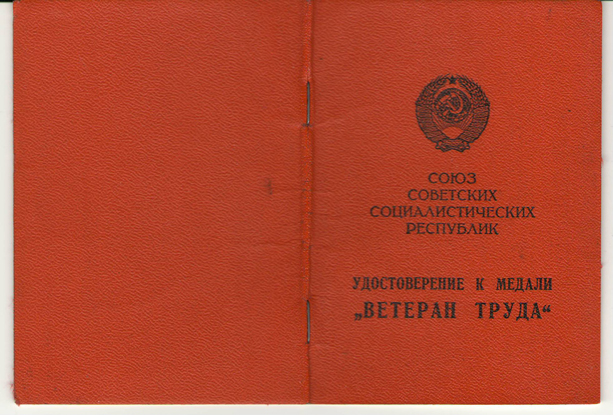 СОЮЗ
СОВЕТСКИХ
СОЦИАЛИСТИЧЕСКИХ
РЕСПУБЛИК
УДОСТОВЕРЕНИЕ К МЕДАЛИ
„ВЕТЕРАН ТРУДА“